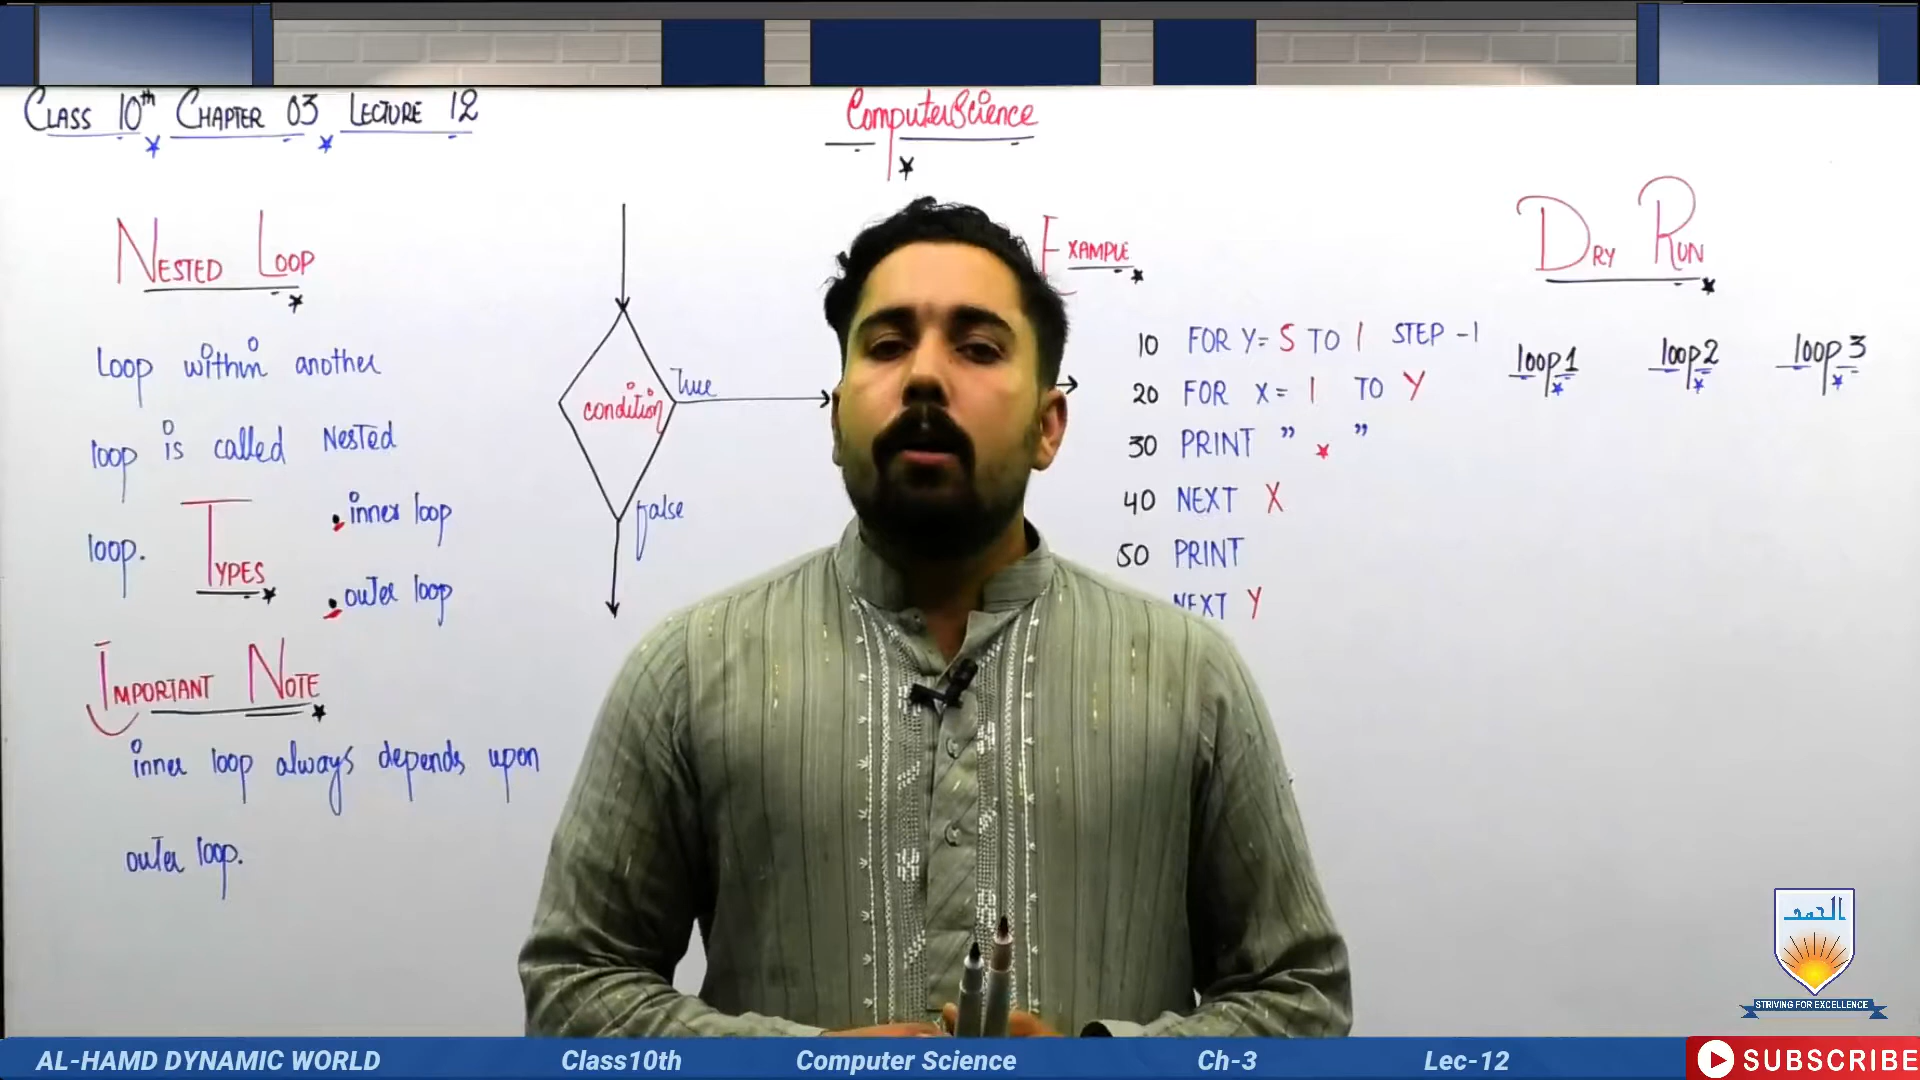 CLASS 10th CHAPTER 03 LECTURE 12
Computer Science
NESTED LOOP
Loop within another
loop is called Nested
loop.
TYPES
• inner loop
• outer loop
IMPORTANT NOTE
inner loop always depends upon
outer loop.
condition
True
false
EXAMPLE
10 FOR Y= 5 TO 1 STEP -1
20 FOR X= 1 TO Y
30 PRINT " * "
40 NEXT X
50 PRINT
NEXT Y
DRY RUN
loop1 loop2 loop3
الحمد
STRIVING FOR EXCELLENCE
AL-HAMD DYNAMIC WORLD Class10th Computer Science Ch-3 Lec-12 SUBSCRIBE